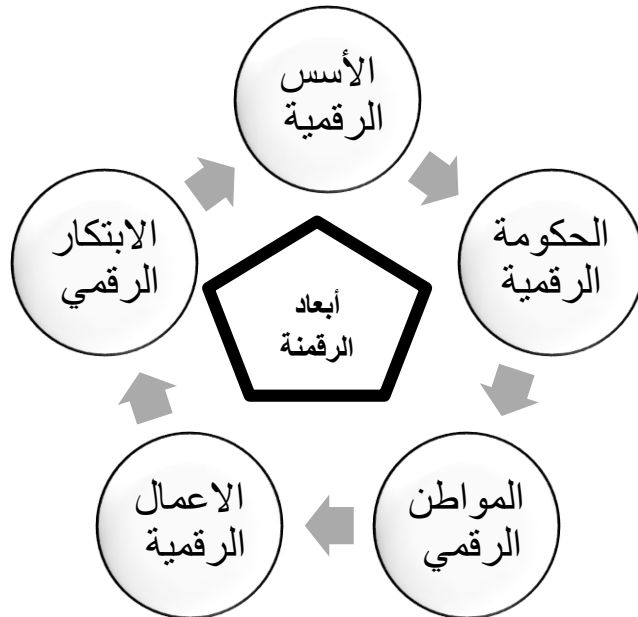 الأسس
الرقمية
الحكومة
الرقمية
المواطن
الرقمي
الاعمال
الرقمية
الابتكار
الرقمي
أبعاد
الرقمنة